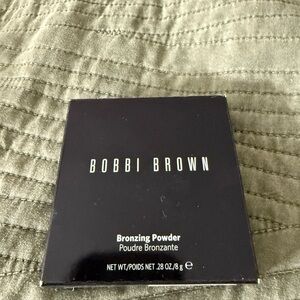 BOBBI BROWN
Bronzing Powder
Poudre Bronzante
NET WT/POIDS NET .28 OZ./8 g ℮